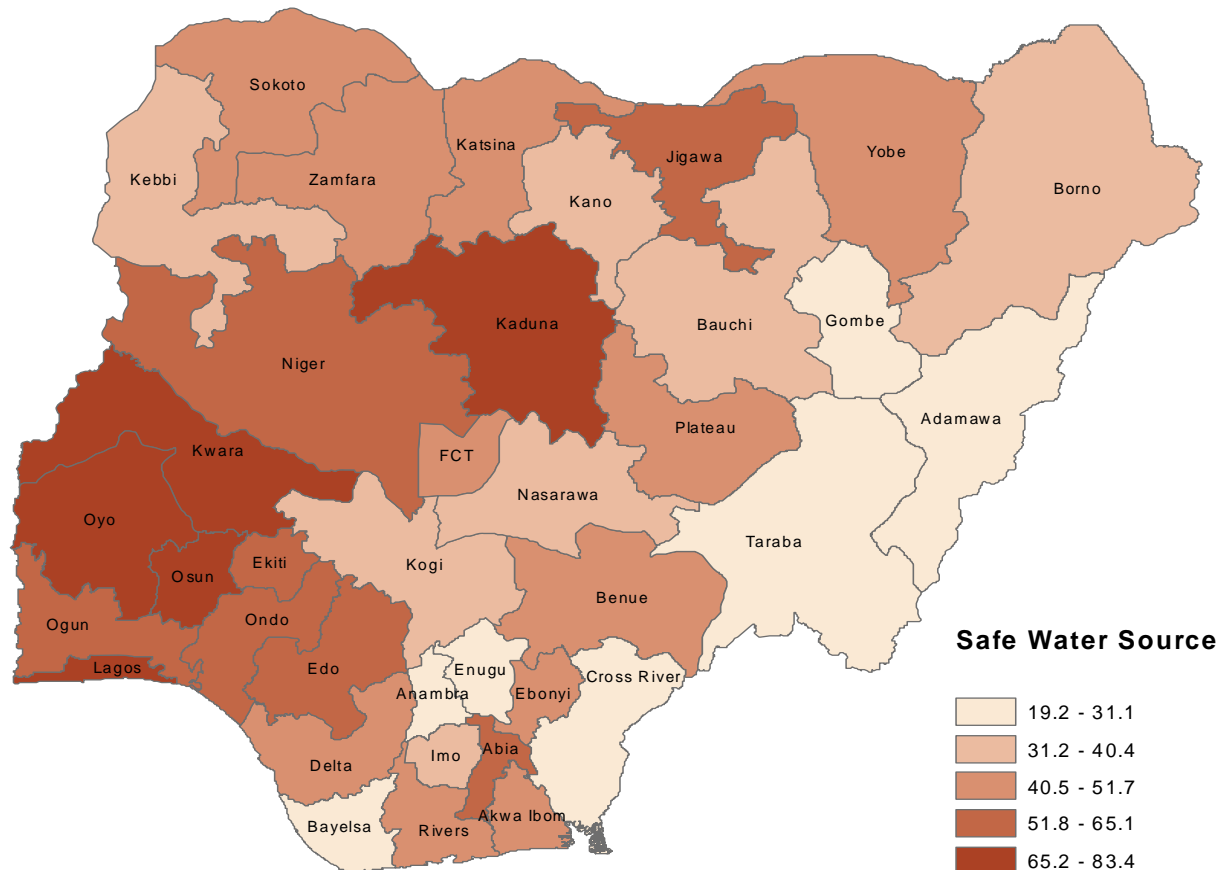 Sokoto
Katsina
Yobe
Jigawa
Kebbi
Zamfara
Borno
Kano
Kaduna
Bauchi
Gombe
Niger
Adamawa
Plateau
Kwara
FCT
Nasarawa
Oyo
Taraba
Ekiti
Kogi
Osun
Benue
Ondo
Ogun
Safe Water Source
Lagos
Edo
Enugu
Cross River
Anambra
Ebonyi
19.2 - 31.1
Abia
Imo
31.2 - 40.4
Delta
40.5 - 51.7
Akwa Ibom
Bayelsa
Rivers
51.8 - 65.1
65.2 - 83.4